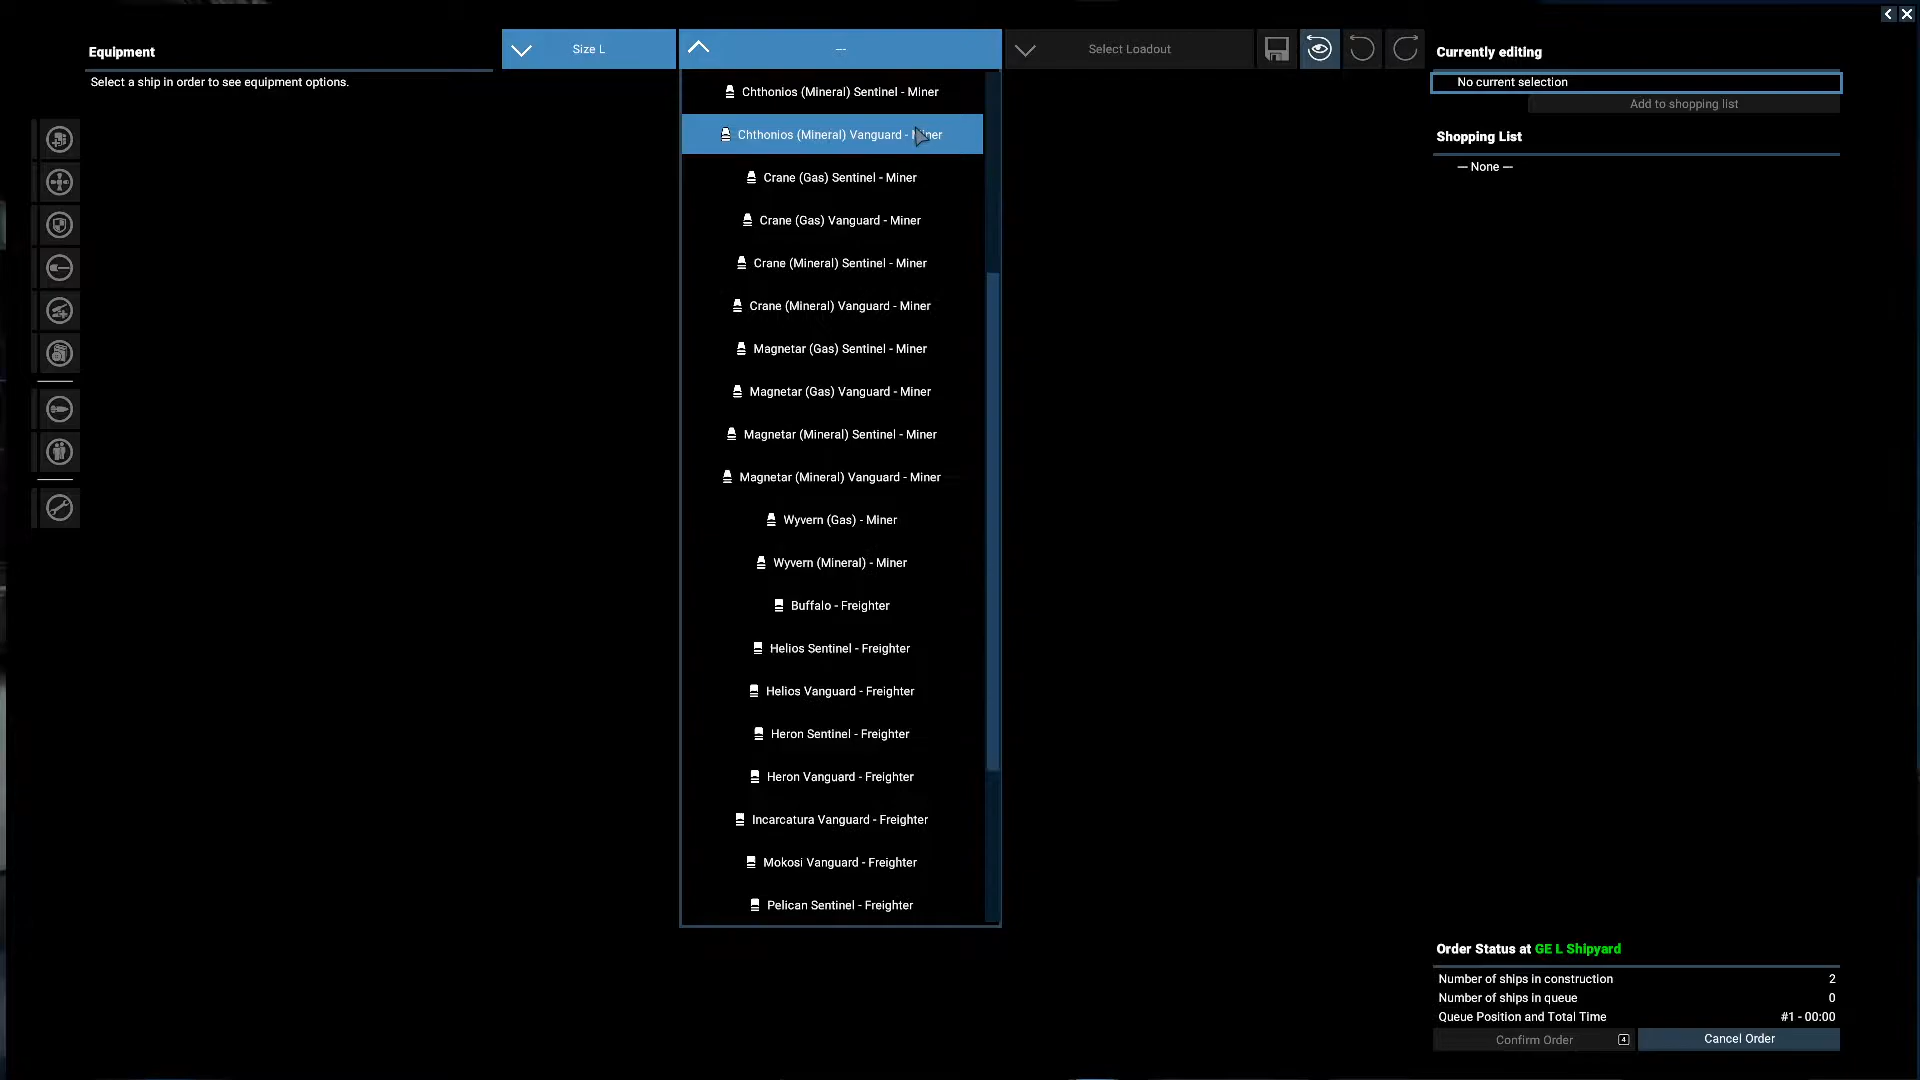 Equipment
Select a ship in order to see equipment options.
Size L
---
Select Loadout
Chthonios (Mineral) Sentinel - Miner
Chthonios (Mineral) Vanguard - Miner
Crane (Gas) Sentinel - Miner
Crane (Gas) Vanguard - Miner
Crane (Mineral) Sentinel - Miner
Crane (Mineral) Vanguard - Miner
Magnetar (Gas) Sentinel - Miner
Magnetar (Gas) Vanguard - Miner
Magnetar (Mineral) Sentinel - Miner
Magnetar (Mineral) Vanguard - Miner
Wyvern (Gas) - Miner
Wyvern (Mineral) - Miner
Buffalo - Freighter
Helios Sentinel - Freighter
Helios Vanguard - Freighter
Heron Sentinel - Freighter
Heron Vanguard - Freighter
Incarcatura Vanguard - Freighter
Mokosi Vanguard - Freighter
Pelican Sentinel - Freighter
Currently editing
No current selection
Add to shopping list
Shopping List
— None —
Order Status at GE L Shipyard
Number of ships in construction 2
Number of ships in queue 0
Queue Position and Total Time #1 - 00:00
Confirm Order 4
Cancel Order